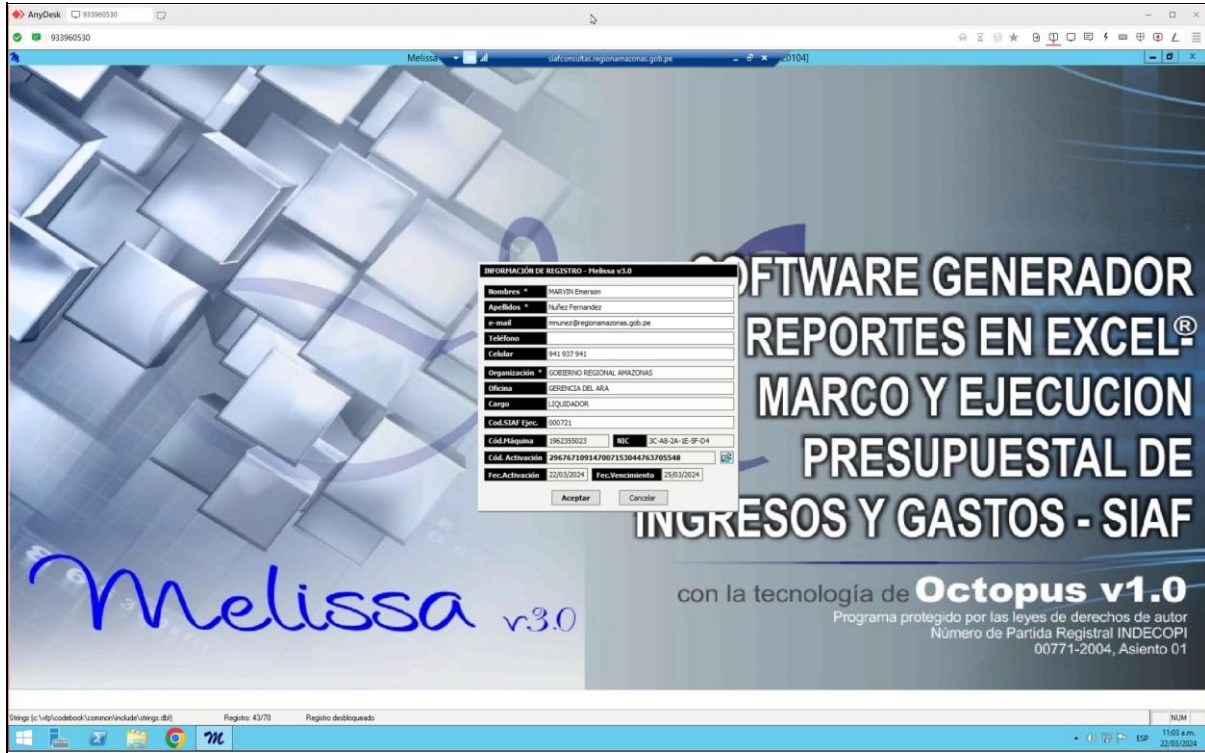 AnyDesk 933960530
933960530
Melissa siafconsultas.regionamazonas.gob.pe 20104]
SOFTWARE GENERADOR
REPORTES EN EXCEL®
MARCO Y EJECUCION
PRESUPUESTAL DE
INGRESOS Y GASTOS - SIAF
INFORMACIÓN DE REGISTRO - Melissa v3.0
Nombres * MARVIN Emerson
Apellidos * Nuñez Fernandez
e-mail mnunez@regionamazonas.gob.pe
Teléfono
Celular 941 937 941
Organización * GOBIERNO REGIONAL AMAZONAS
Oficina GERENCIA DEL ARA
Cargo LIQUIDADOR
Cod.SIAF Ejec. 000721
Cód.Máquina 1962355023 NIC 3C-A8-2A-1E-5F-D4
Cód. Activación 296767109147007153044763705548
Fec.Activación 22/03/2024 Fec.Vencimiento 25/03/2024
Aceptar Cancelar
Melissa v3.0
con la tecnología de Octopus v1.0
Programa protegido por las leyes de derechos de autor
Número de Partida Registral INDECOPI
00771-2004, Asiento 01
Strings (c:\vfp\codebook\common\include\strings.dbf) Registro: 43/70 Registro desbloqueado NUM
ESP 11:03 a.m.
22/03/2024